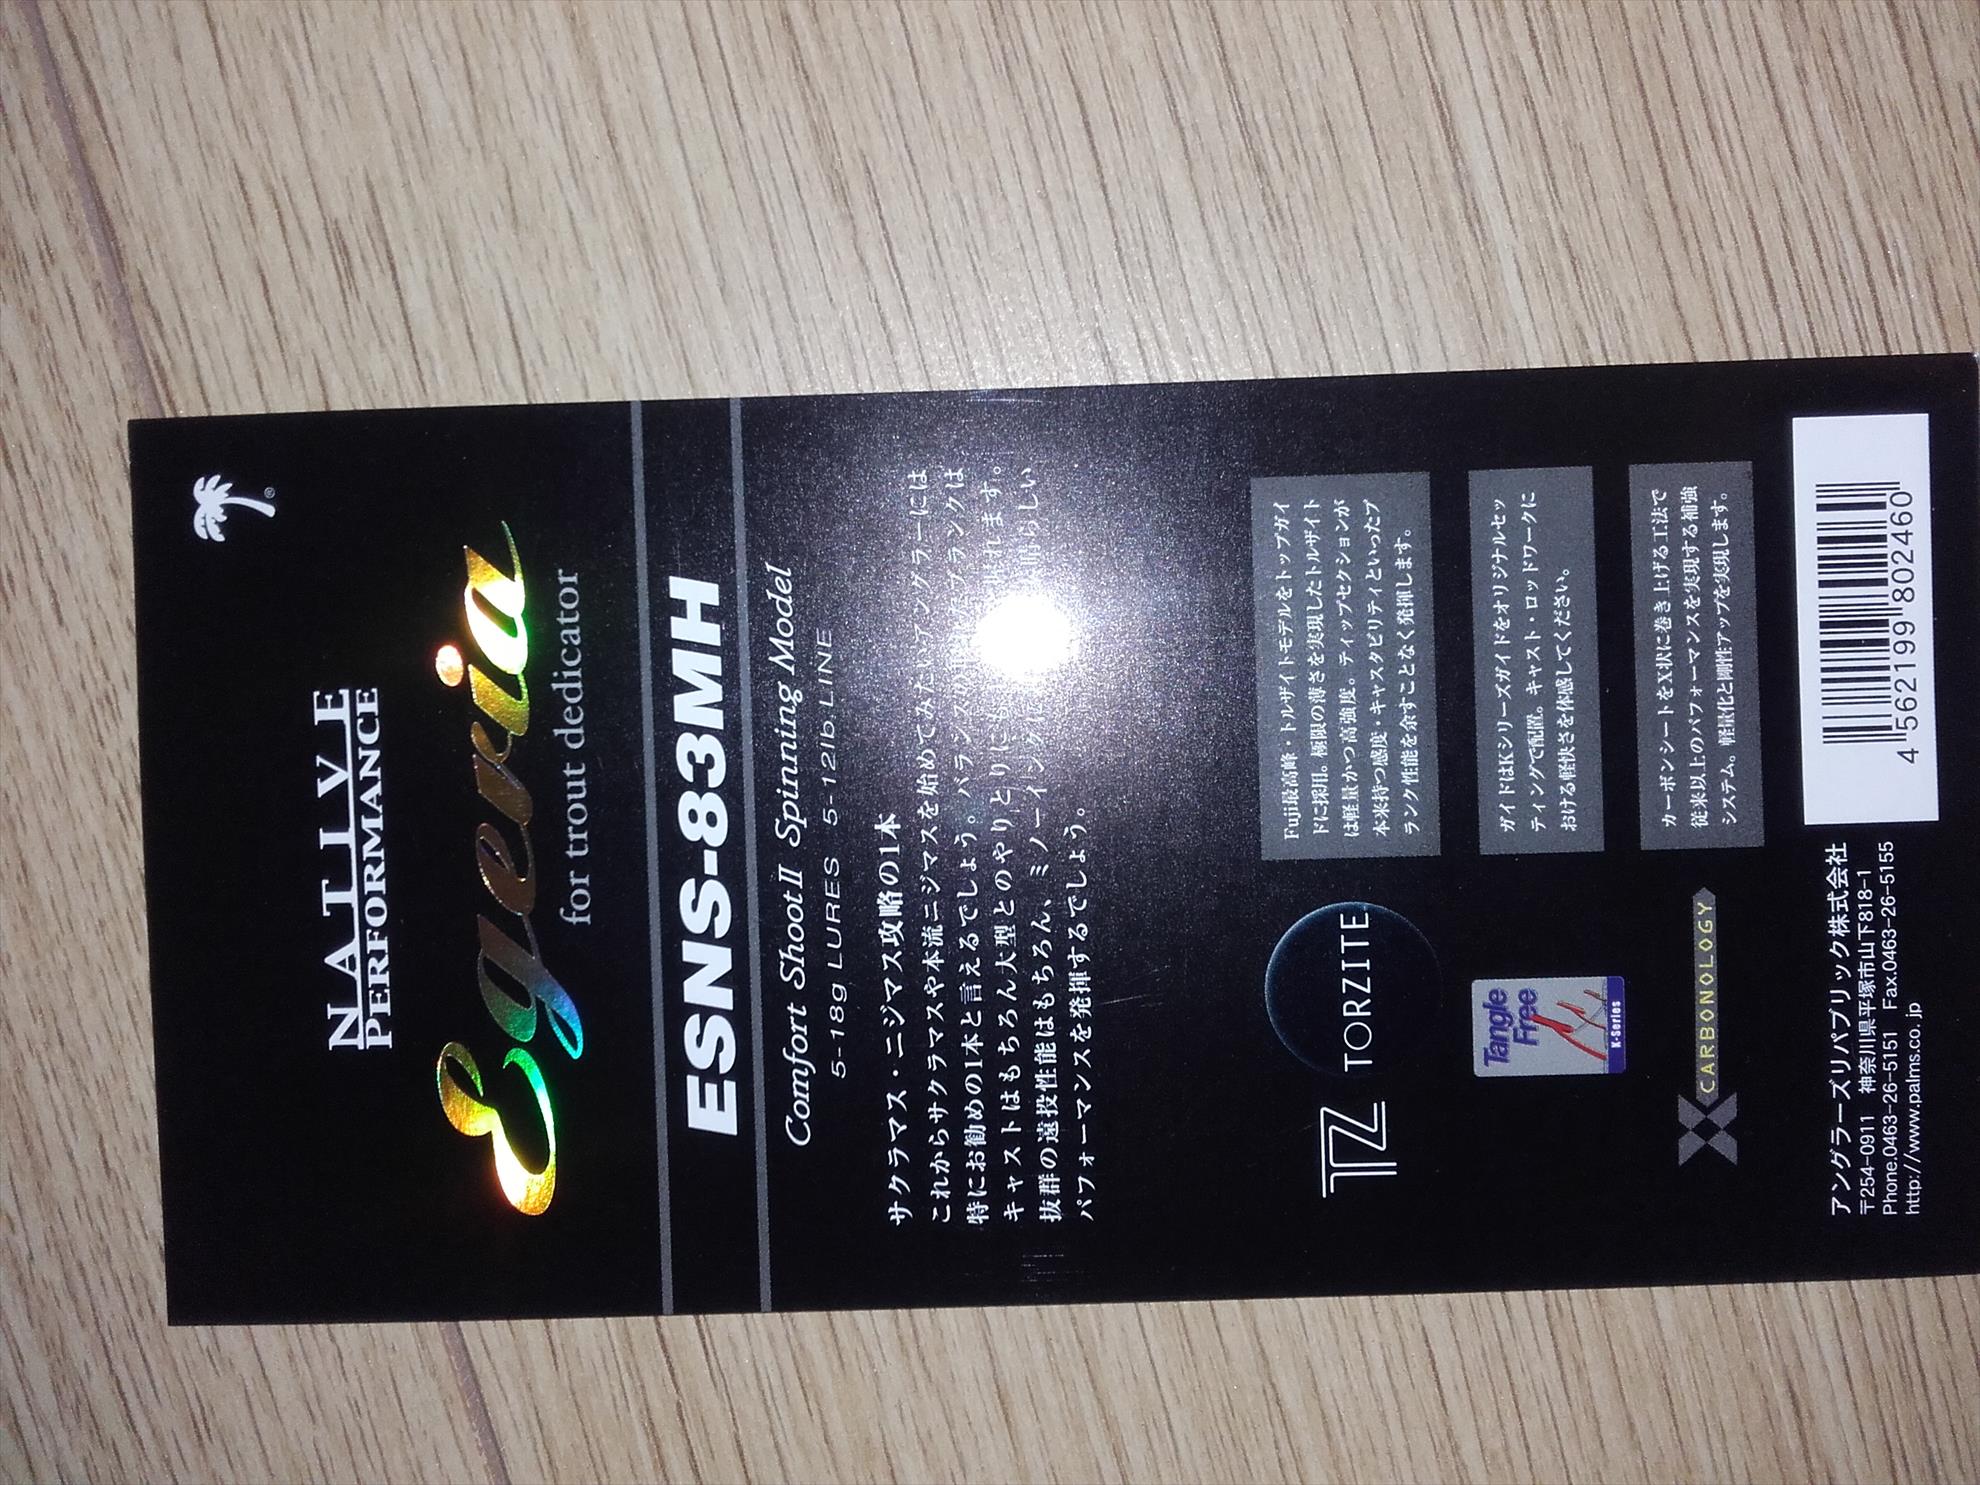 ®
NATIVE
PERFORMANCE
Egeria
for trout dedicator
ESNS-83MH
Comfort Shoot II Spinning Model
5-18g LURES 5-12lb.LINE
サクラマス・ニジマス攻略の1本
これからサクラマスや本流ニジマスを始めてみたいアングラーには
特にお勧めの1本と言えるでしょう。バランスの ブランクは
キャストはもちろん大型とのやりとりにも れます。
抜群の遠投性能はもちろん、ミノーイングに 晴らしい
パフォーマンスを発揮するでしょう。
TORZITE
Fuji最高峰・トルザイトモデルをトップガイ
ドに採用。極限の薄さを実現したトルザイト
は軽量かつ高強度。ティップセクションが
本来持つ感度・キャスタビリティといったブ
ランク性能を余すことなく発揮します。
Tangle
Free
K-Series
ガイドはKシリーズガイドをオリジナルセッ
ティングで配置。キャスト・ロッドワークに
おける軽快さを体感してください。
CARBONOLOGY
カーボンシートをX状に巻き上げる工法で
従来以上のパフォーマンスを実現する補強
システム。軽量化と剛性アップを実現します。
アングラーズリパブリック株式会社
〒254-0911 神奈川県平塚市山下818-1
Phone.0463-26-5151 Fax.0463-26-5155
http://www.palms.co.jp
4 562199 802460